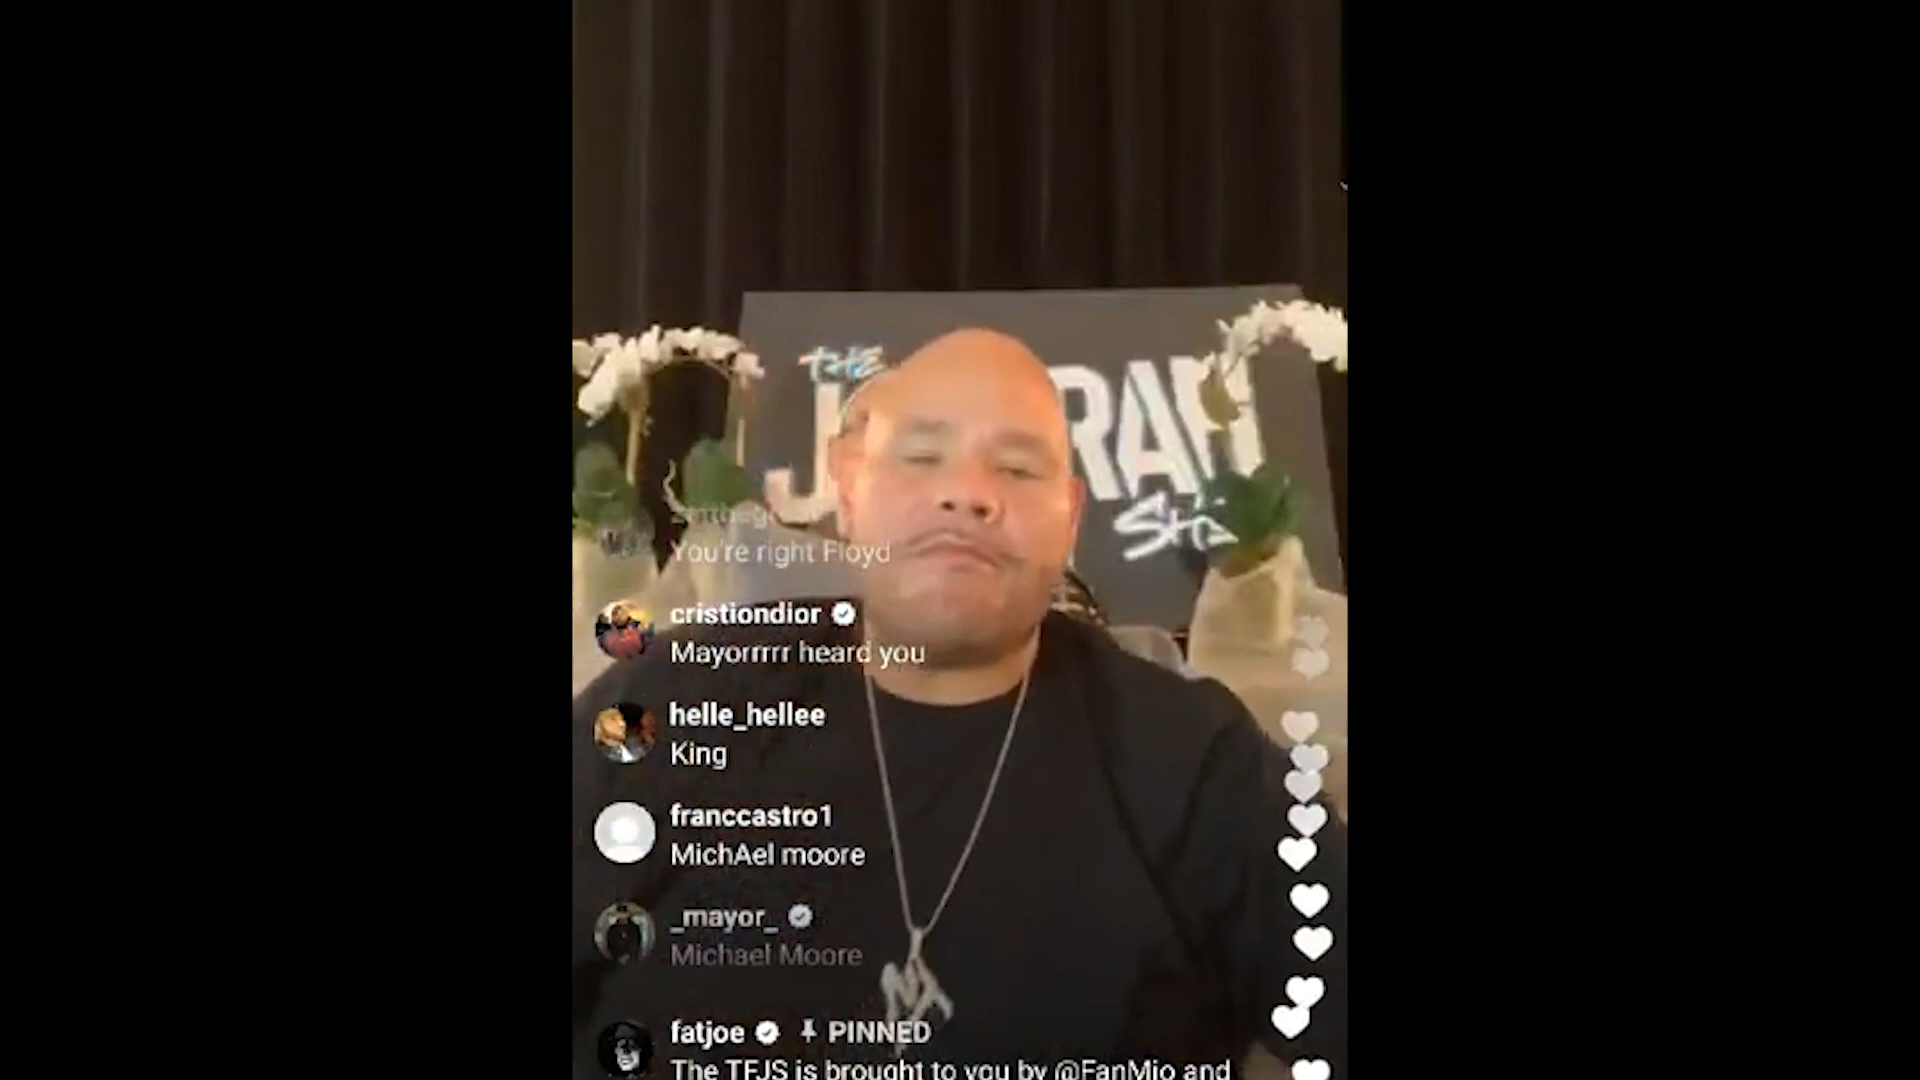 THE
You're right Floyd
cristiondior
Mayorrrrr heard you
helle_hellee
King
franccastro1
MichAel moore
_mayor_
Michael Moore
fatjoe PINNED
The TFJS is brought to you by @FanMio and